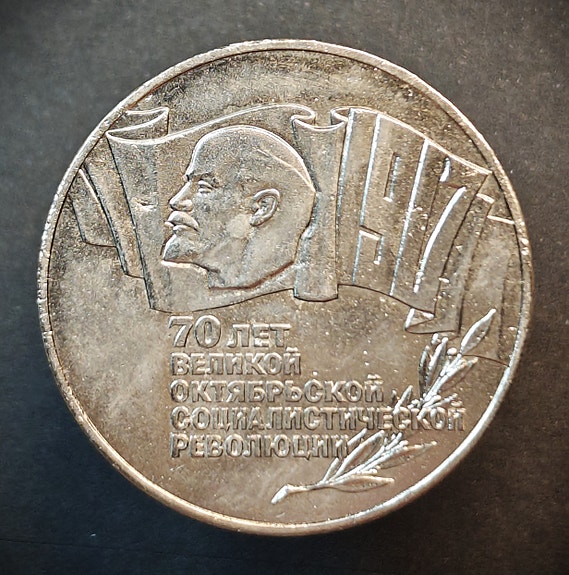 1917
70 ЛЕТ
ВЕЛИКОЙ
ОКТЯБРЬСКОЙ
СОЦИАЛИСТИЧЕСКОЙ
РЕВОЛЮЦИИ